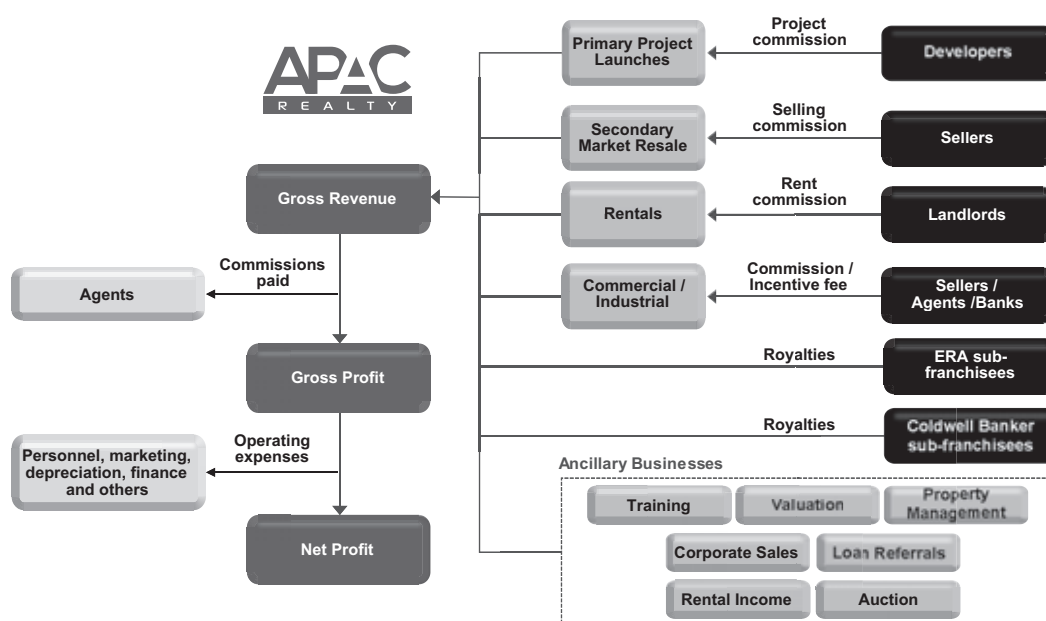 APAC
REALTY
Project
commission
Primary Project
Launches
Developers
Selling
commission
Secondary
Market Resale
Sellers
Gross Revenue
Rent
commission
Rentals
Landlords
Commissions
paid
Agents
Commission /
Incentive fee
Commercial /
Industrial
Sellers /
Agents /Banks
Gross Profit
Royalties
ERA sub-
franchisees
Royalties
Coldwell Banker
sub-franchisees
Operating
expenses
Personnel, marketing,
depreciation, finance
and others
Net Profit
Ancillary Businesses
Training
Valuation
Property
Management
Corporate Sales
Loan Referrals
Rental Income
Auction